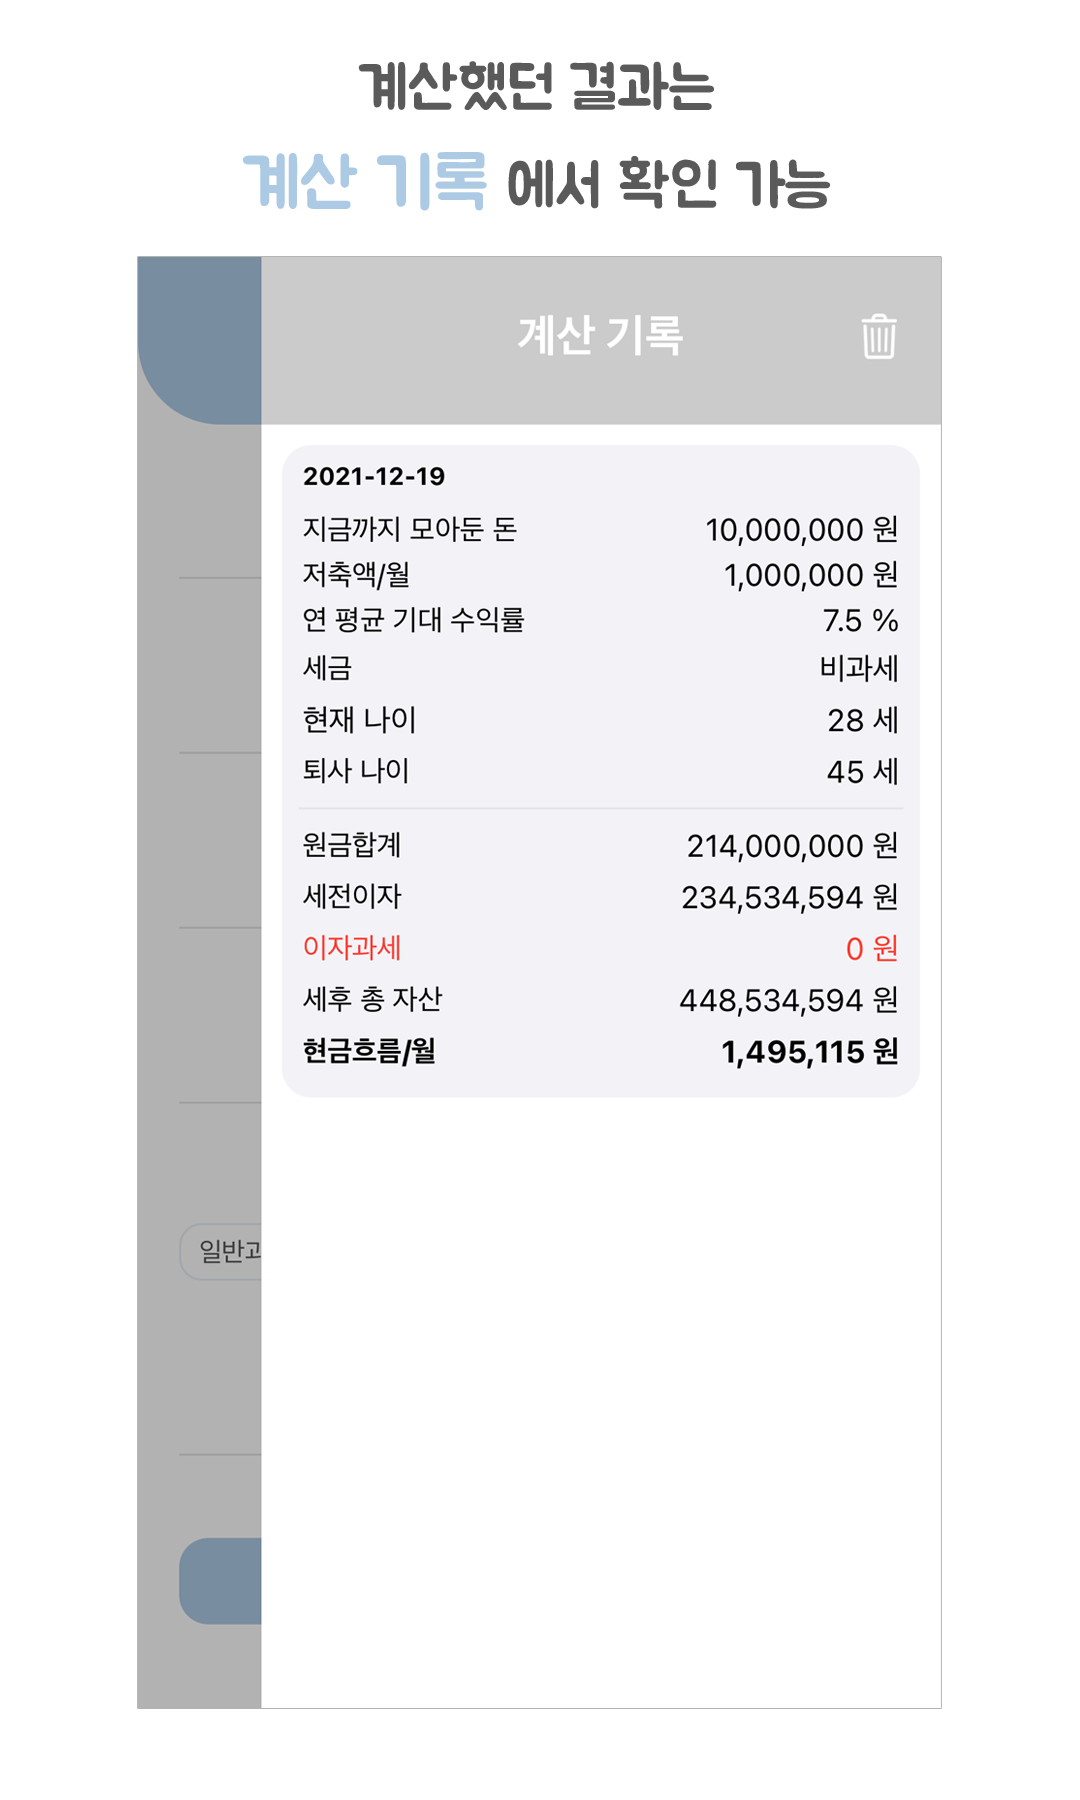 계산했던 결과는
계산 기록 에서 확인 가능
계산 기록
2021-12-19
지금까지 모아둔 돈 10,000,000 원
저축액/월 1,000,000 원
연 평균 기대 수익률 7.5 %
세금 비과세
현재 나이 28 세
퇴사 나이 45 세
원금합계 214,000,000 원
세전이자 234,534,594 원
이자과세 0 원
세후 총 자산 448,534,594 원
현금흐름/월 1,495,115 원
일반